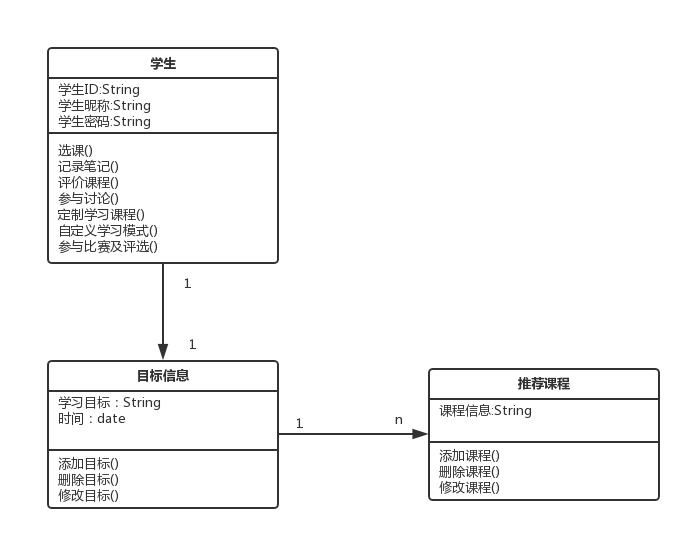 学生
学生ID:String
学生昵称:String
学生密码:String
选课()
记录笔记()
评价课程()
参与讨论()
定制学习课程()
自定义学习模式()
参与比赛及评选()
1
1
目标信息
学习目标：String
时间：date
添加目标()
删除目标()
修改目标()
1
n
推荐课程
课程信息:String
添加课程()
删除课程()
修改课程()